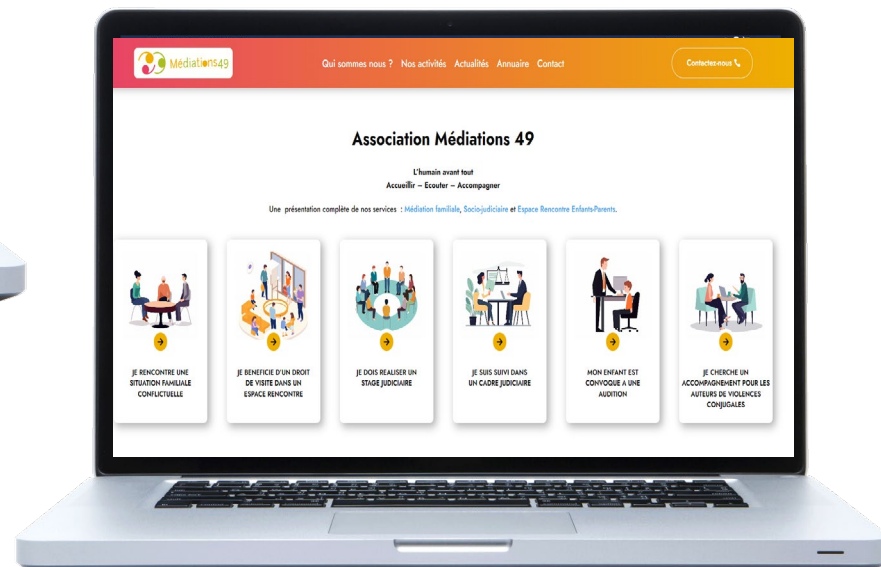 Médiations49
Qui sommes nous ? Nos activités Actualités Annuaire Contact
Contactez-nous
Association Médiations 49
L'humain avant tout
Accueillir – Ecouter – Accompagner
Une présentation complète de nos services : Médiation familiale, Socio-judiciaire et Espace Rencontre Enfants-Parents.
JE RENCONTRE UNE
SITUATION FAMILIALE
CONFLICTUELLE
JE BENEFICIE D'UN DROIT
DE VISITE DANS UN
ESPACE RENCONTRE
JE DOIS REALISER UN
STAGE JUDICIAIRE
JE SUIS SUIVI DANS
UN CADRE JUDICIAIRE
MON ENFANT EST
CONVOQUE A UNE
AUDITION
JE CHERCHE UN
ACCOMPAGNEMENT POUR LES
AUTEURS DE VIOLENCES
CONJUGALES